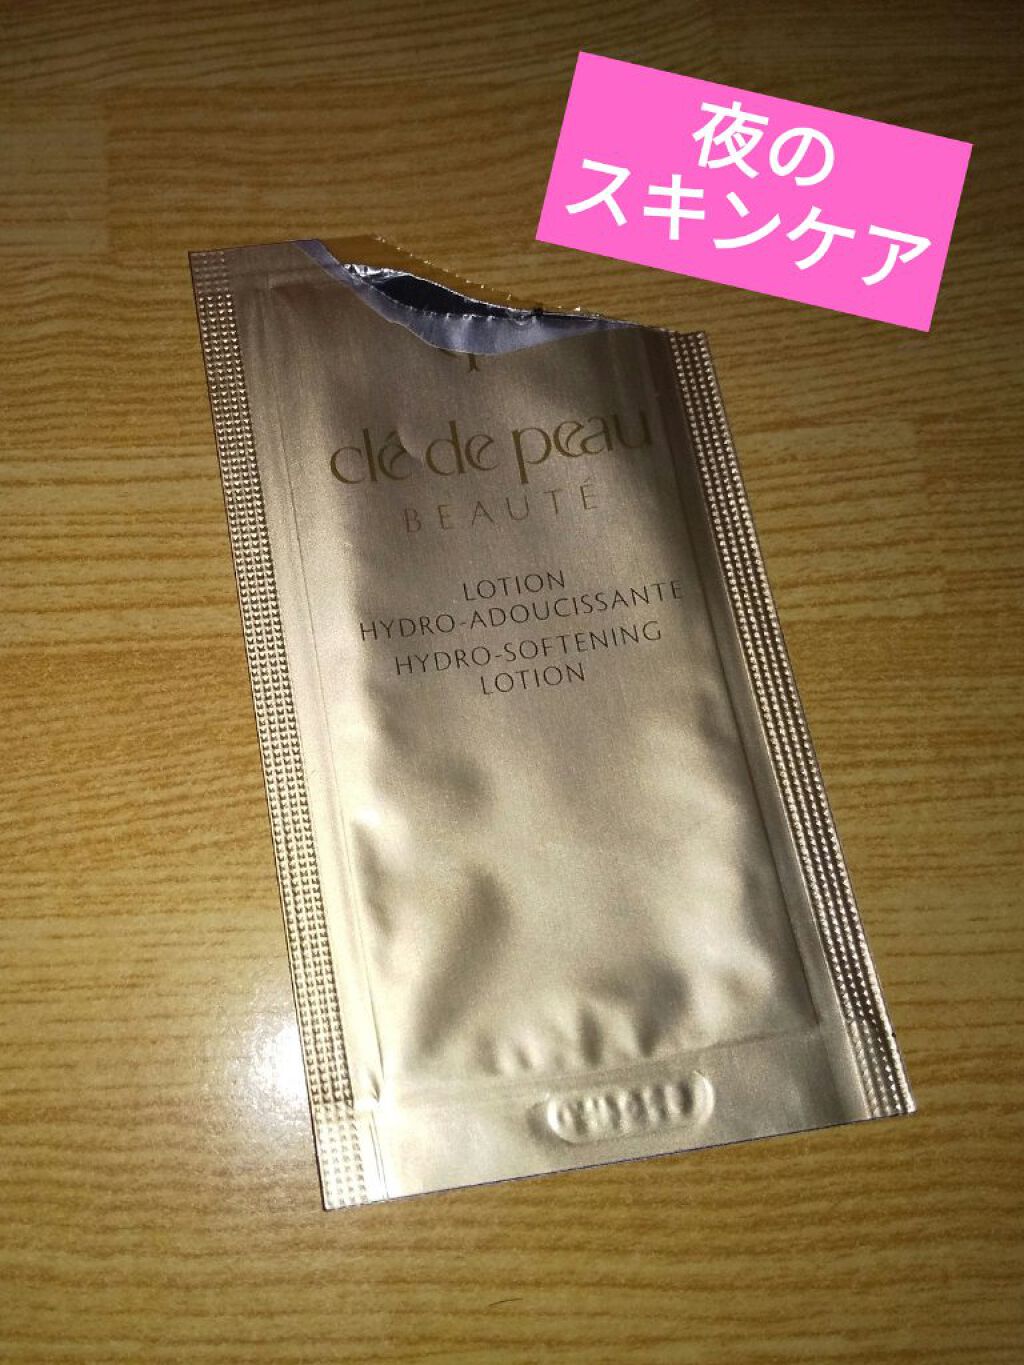 夜の
スキンケア
clé de peau
BEAUTÉ
LOTION
HYDRO-ADOUCISSANTE
HYDRO-SOFTENING
LOTION